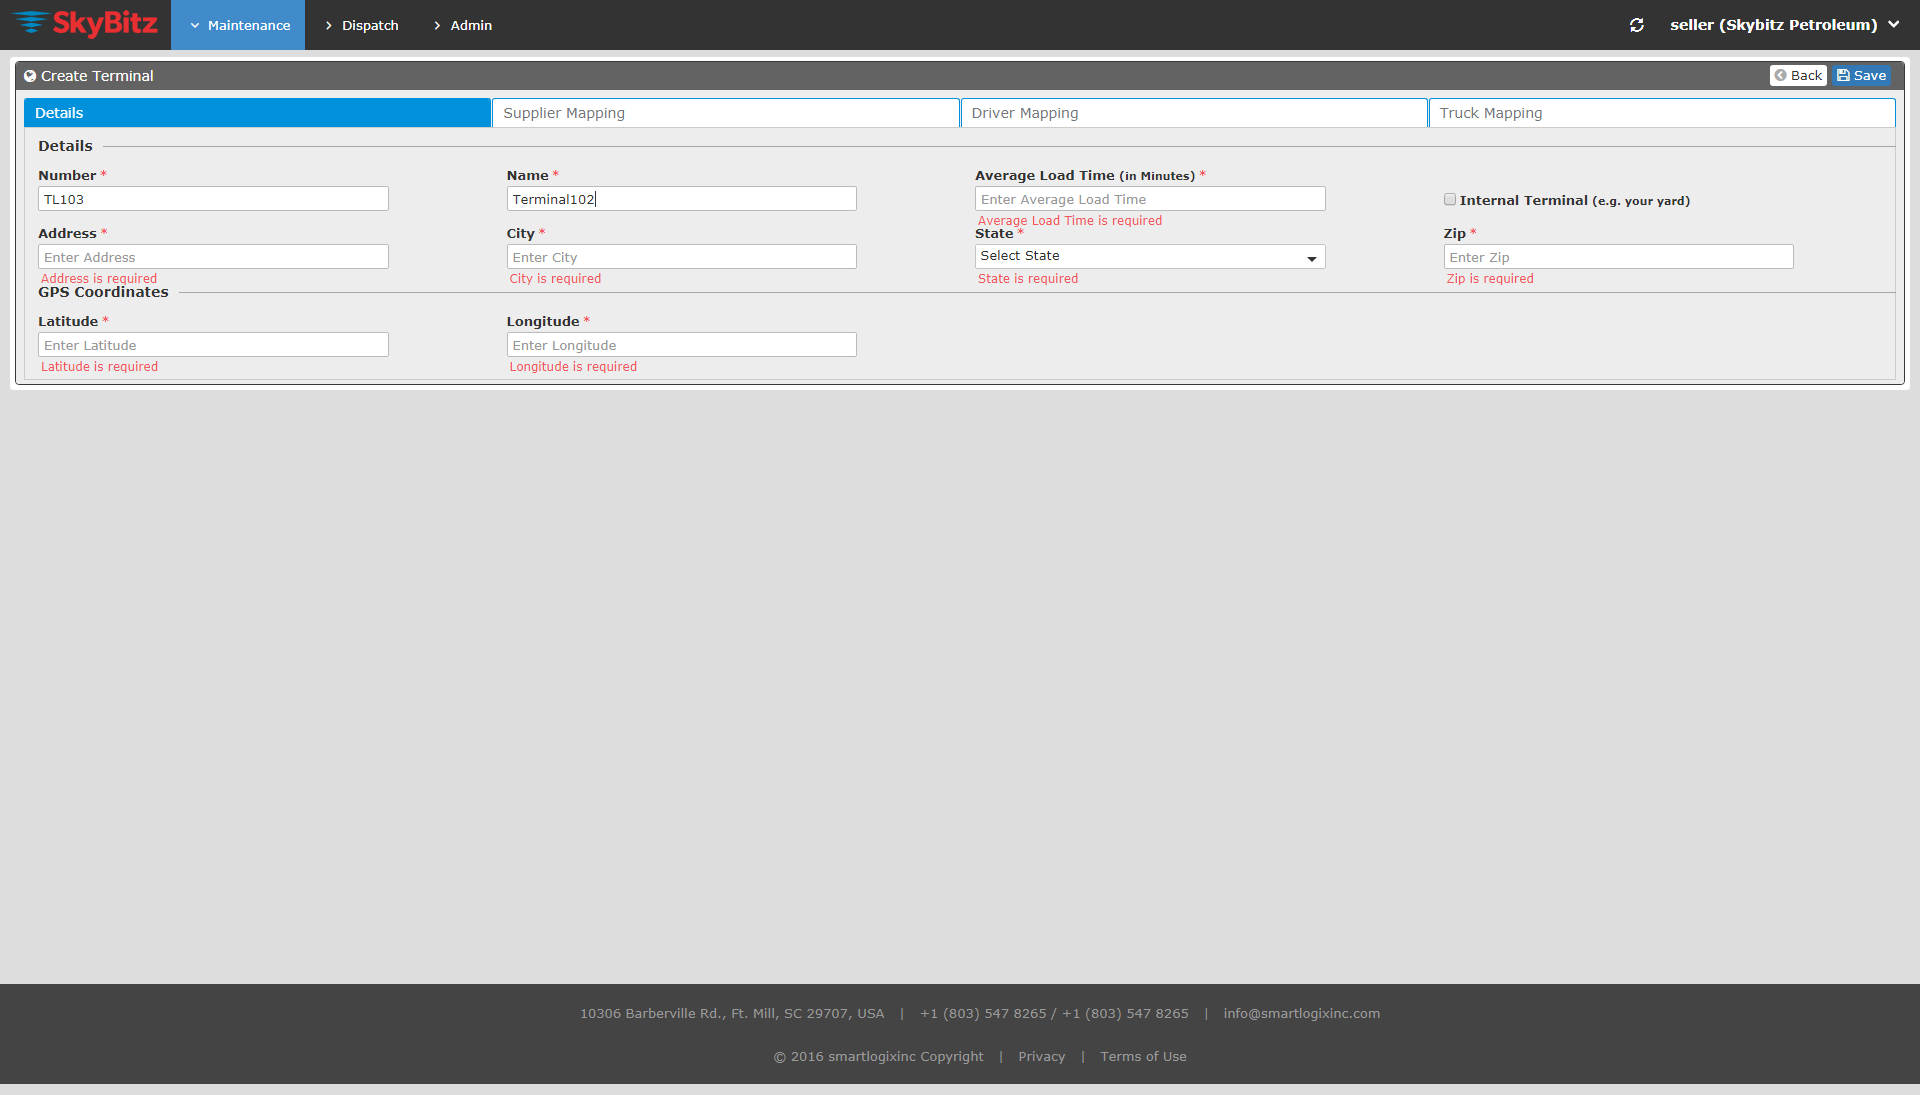 SkyBitz
Maintenance
Dispatch
Admin
seller (Skybitz Petroleum)
Create Terminal
Back
Save
Details
Supplier Mapping
Driver Mapping
Truck Mapping
Details
Number *
Name *
Average Load Time (in Minutes) *
TL103
Terminal102
Enter Average Load Time
Internal Terminal (e.g. your yard)
Average Load Time is required
Address *
City *
State *
Zip *
Enter Address
Enter City
Select State
Enter Zip
Address is required
City is required
State is required
Zip is required
GPS Coordinates
Latitude *
Longitude *
Enter Latitude
Enter Longitude
Latitude is required
Longitude is required
10306 Barberville Rd., Ft. Mill, SC 29707, USA | +1 (803) 547 8265 / +1 (803) 547 8265 | info@smartlogixinc.com
© 2016 smartlogixinc Copyright | Privacy | Terms of Use